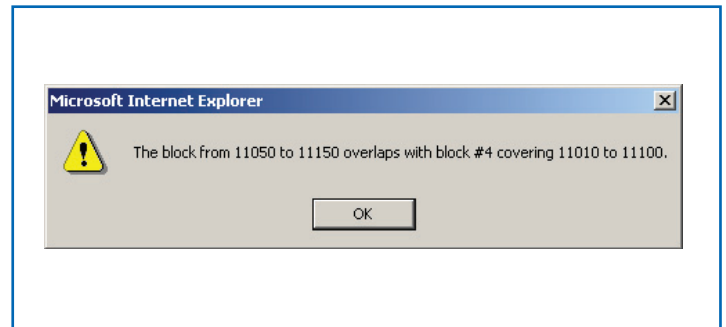 Microsoft Internet Explorer
The block from 11050 to 11150 overlaps with block #4 covering 11010 to 11100.
OK